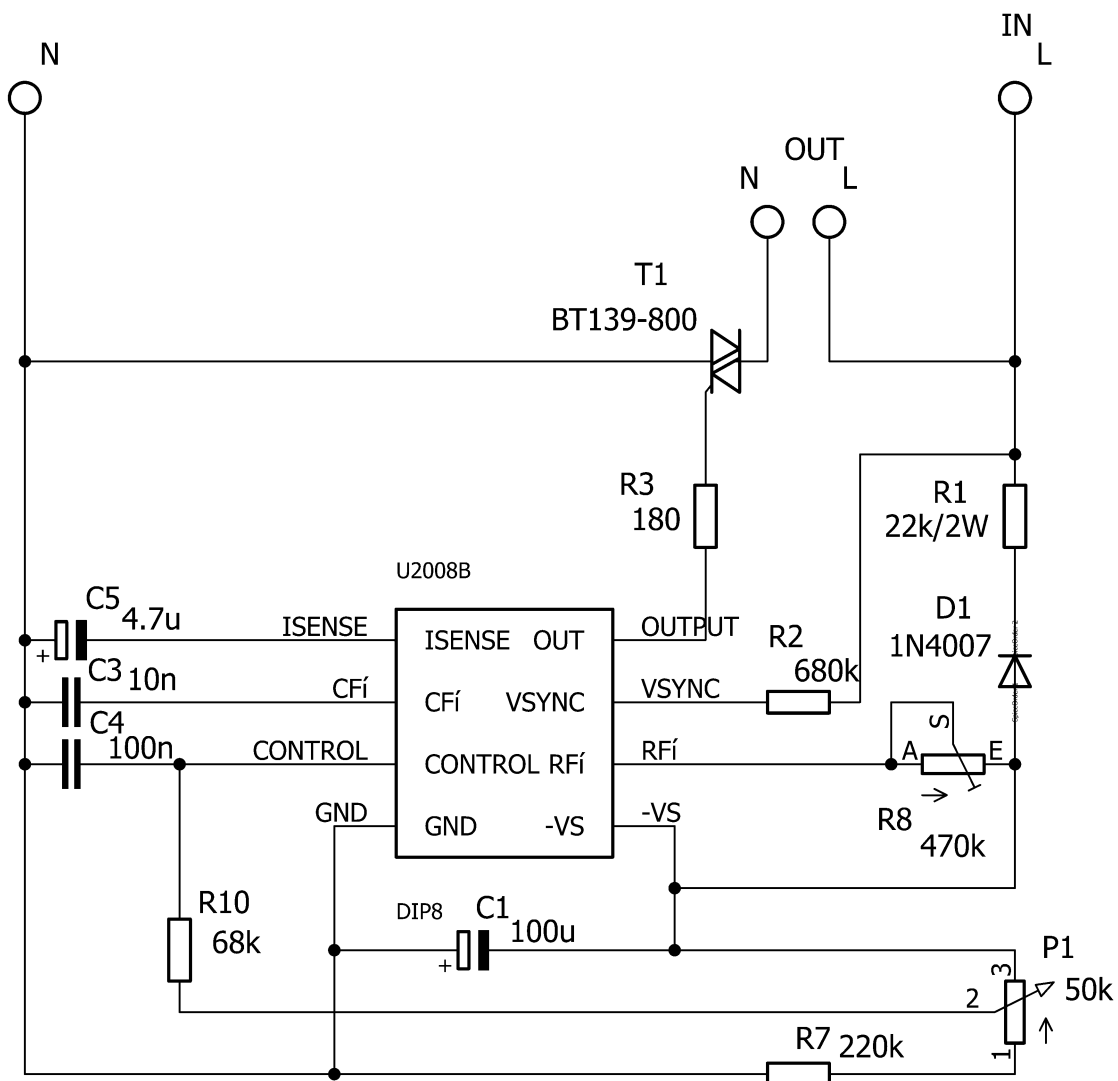 N
IN
L
OUT
N
L
T1
BT139-800
R3
180
R1
22k/2W
U2008B
C5
4.7u
+
ISENSE
ISENSE OUT
OUTPUT
R2
680k
D1
1N4007
C3
10n
CFí
CFí VSYNC
VSYNC
C4
100n
CONTROL
CONTROL RFí
RFí
A
S
E
R8
470k
GND
GND -VS
-VS
R10
68k
DIP8
C1
100u
+
P1
50k
3
2
1
R7
220k